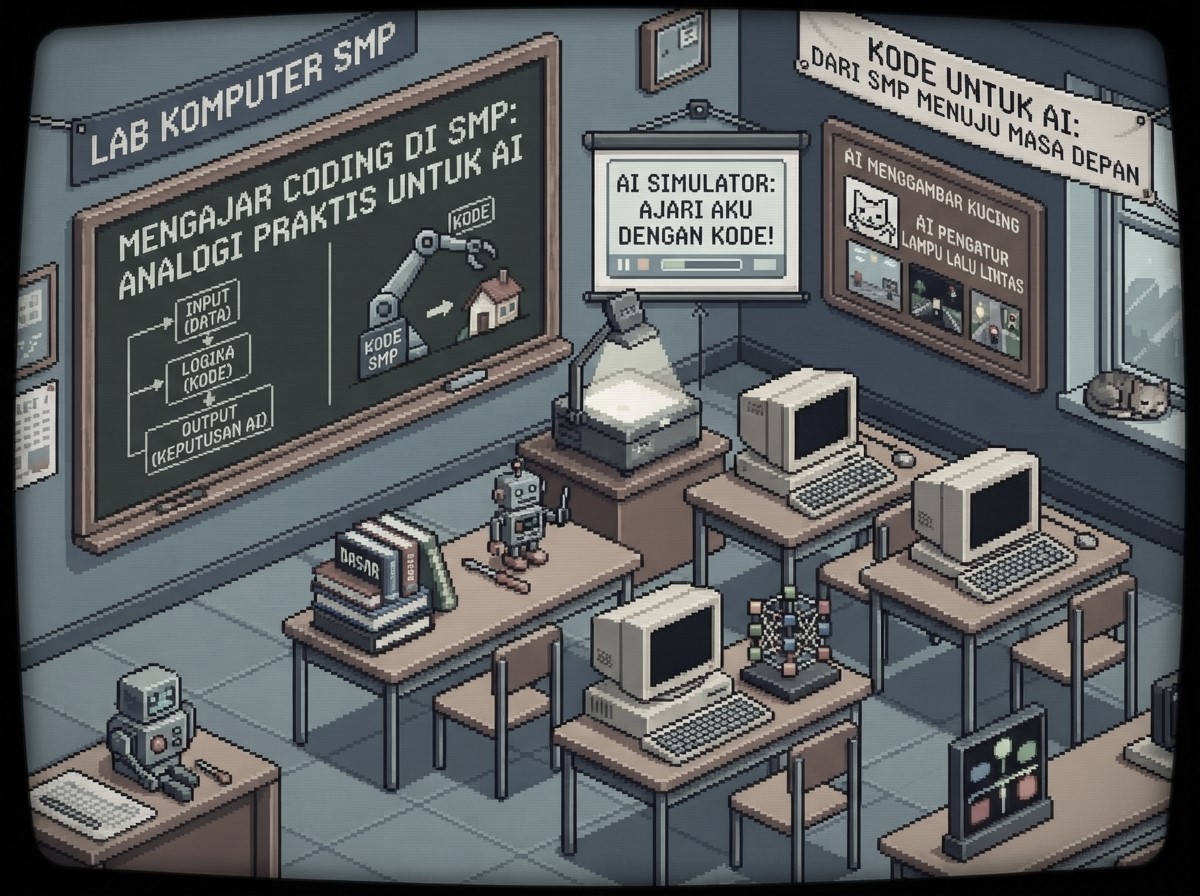 LAB KOMPUTER SMP
MENGAJAR CODING DI SMP:
ANALOGI PRAKTIS UNTUK AI
INPUT
(DATA)
LOGIKA
(KODE)
OUTPUT
(KEPUTUSAN AI)
KODE
KODE
SMP
AI SIMULATOR:
AJARI AKU
DENGAN KODE!
KODE UNTUK AI:
DARI SMP MENUJU MASA DEPAN
AI MENGGAMBAR KUCING
AI PENGATUR
LAMPU LALU LINTAS
DASAR